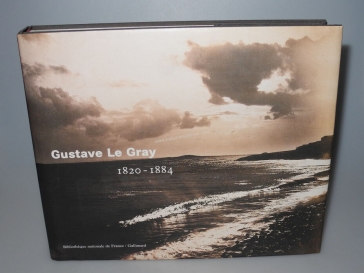 Gustave Le Gray
1820-1884
Bibliothèque nationale de France / Gallimard